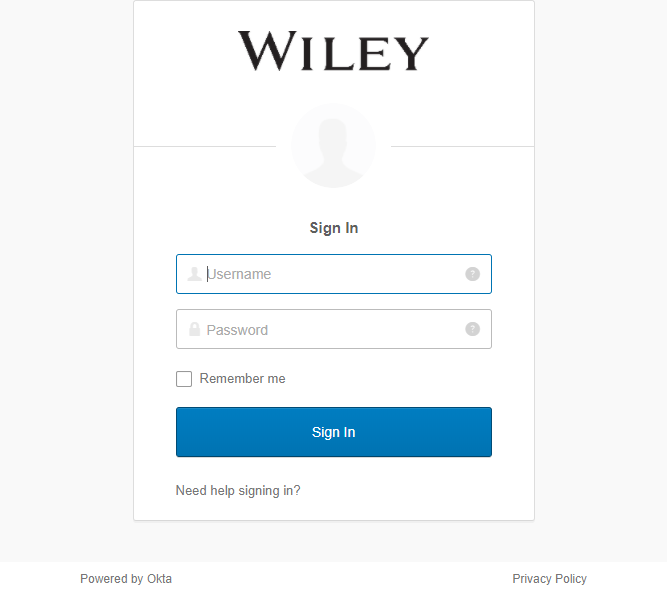 WILEY
Sign In
Username
?
Password
?
Remember me
Sign In
Need help signing in?
Powered by Okta
Privacy Policy